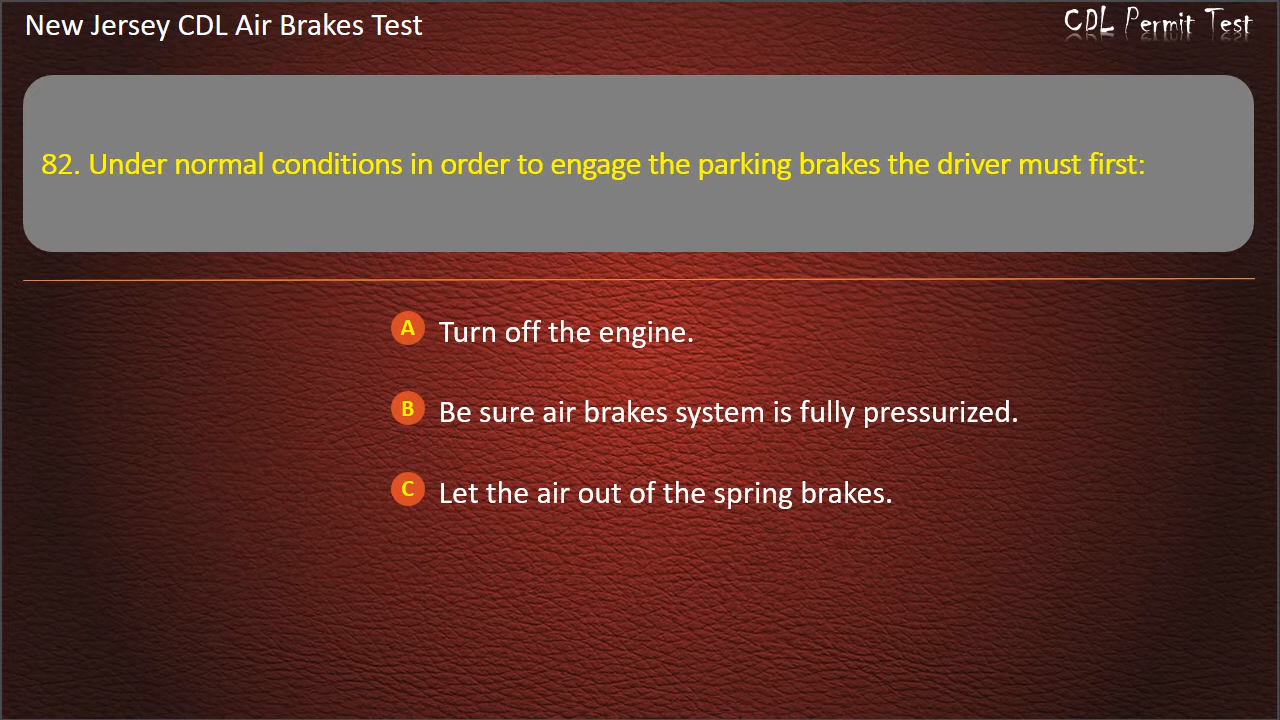 New Jersey CDL Air Brakes Test
CDL Permit Test
82. Under normal conditions in order to engage the parking brakes the driver must first:
A Turn off the engine.
B Be sure air brakes system is fully pressurized.
C Let the air out of the spring brakes.